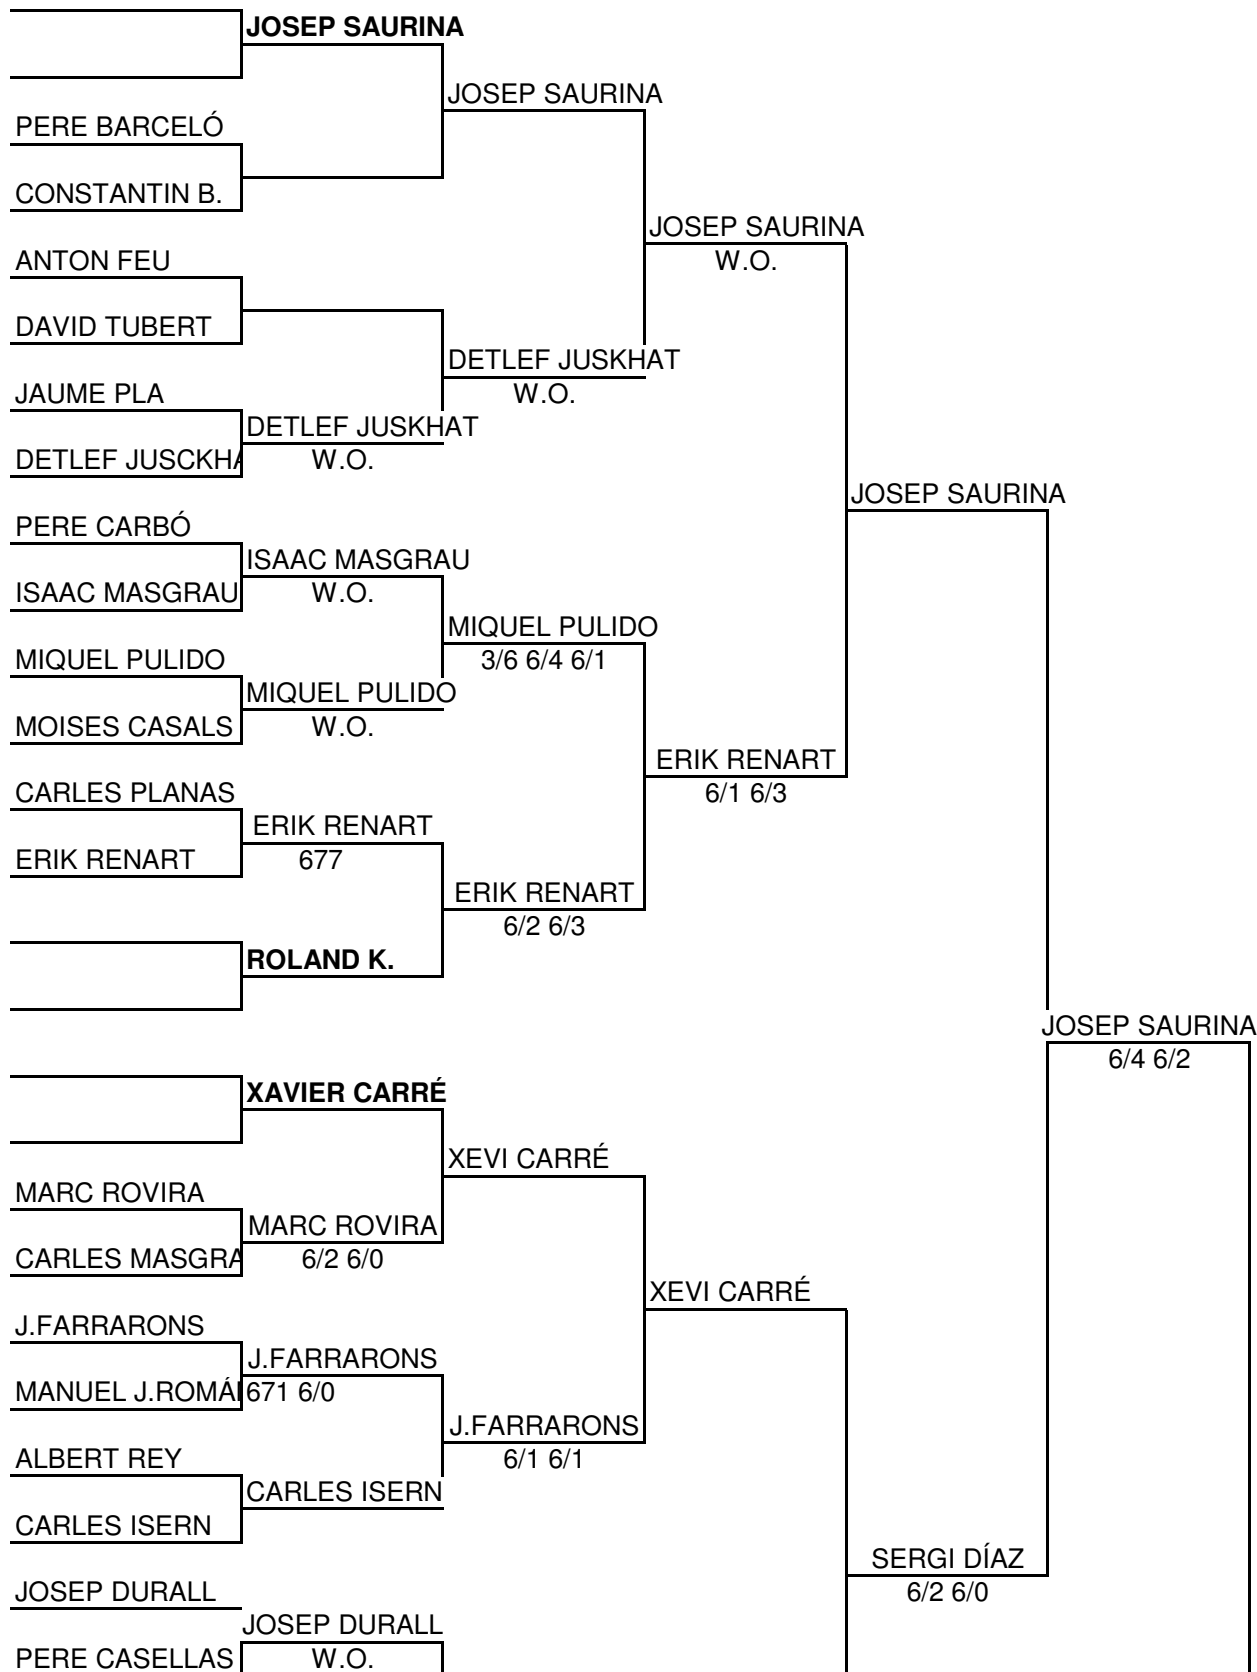 JOSEP SAURINA
JOSEP SAURINA
PERE BARCELÓ
CONSTANTIN B.
JOSEP SAURINA
ANTON FEU
W.O.
DAVID TUBERT
DETLEF JUSKHAT
JAUME PLA
W.O.
DETLEF JUSKHAT
DETLEF JUSCKHA
W.O.
JOSEP SAURINA
PERE CARBÓ
ISAAC MASGRAU
ISAAC MASGRAU
W.O.
MIQUEL PULIDO
MIQUEL PULIDO
3/6 6/4 6/1
MIQUEL PULIDO
MOISES CASALS
W.O.
ERIK RENART
CARLES PLANAS
6/1 6/3
ERIK RENART
ERIK RENART
677
ERIK RENART
6/2 6/3
ROLAND K.
JOSEP SAURINA
6/4 6/2
XAVIER CARRÉ
XEVI CARRÉ
MARC ROVIRA
MARC ROVIRA
CARLES MASGRA
6/2 6/0
XEVI CARRÉ
J.FARRARONS
J.FARRARONS
MANUEL J.ROMÁ
671 6/0
J.FARRARONS
ALBERT REY
6/1 6/1
CARLES ISERN
CARLES ISERN
SERGI DÍAZ
JOSEP DURALL
6/2 6/0
JOSEP DURALL
PERE CASELLAS
W.O.